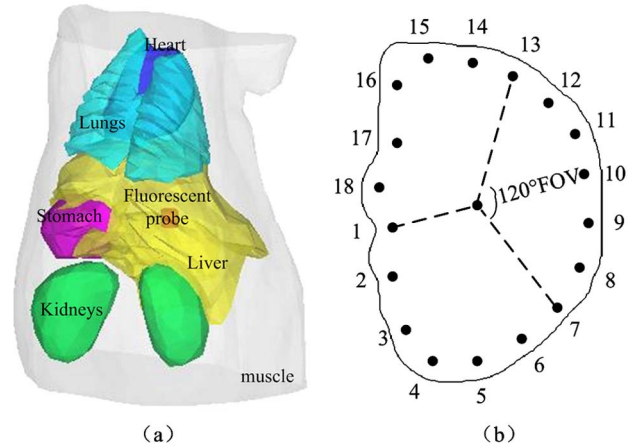 Heart
Lungs
Fluorescent
probe
Stomach
Liver
Kidneys
muscle
(a)
15
14
13
16
12
11
17
10
120°FOV
18
9
1
8
2
7
3
6
4
5
(b)